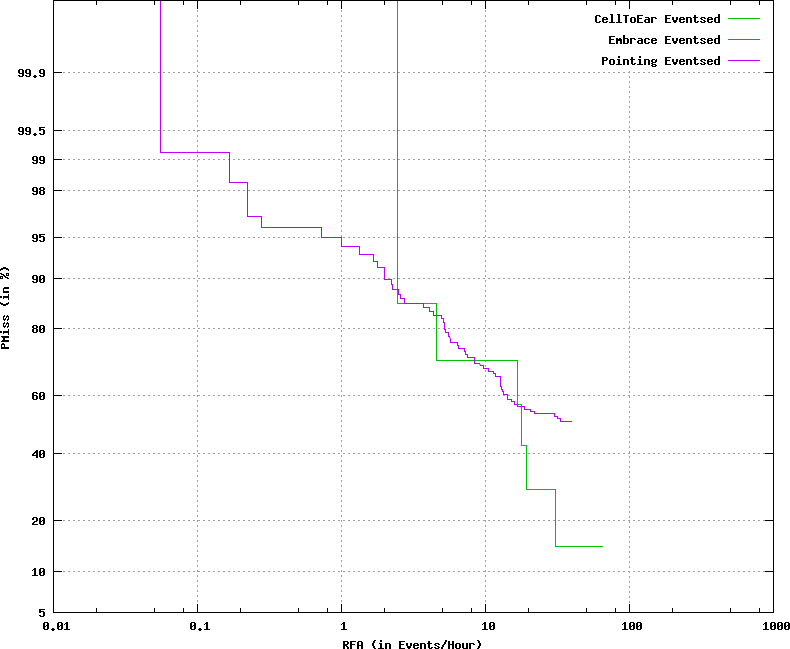 CellToEar Eventsed
Embrace Eventsed
Pointing Eventsed
99.9
99.5
99
98
95
90
80
60
40
20
10
5
PMiss (in %)
0.01 0.1 1 10 100 1000
RFA (in Events/Hour)